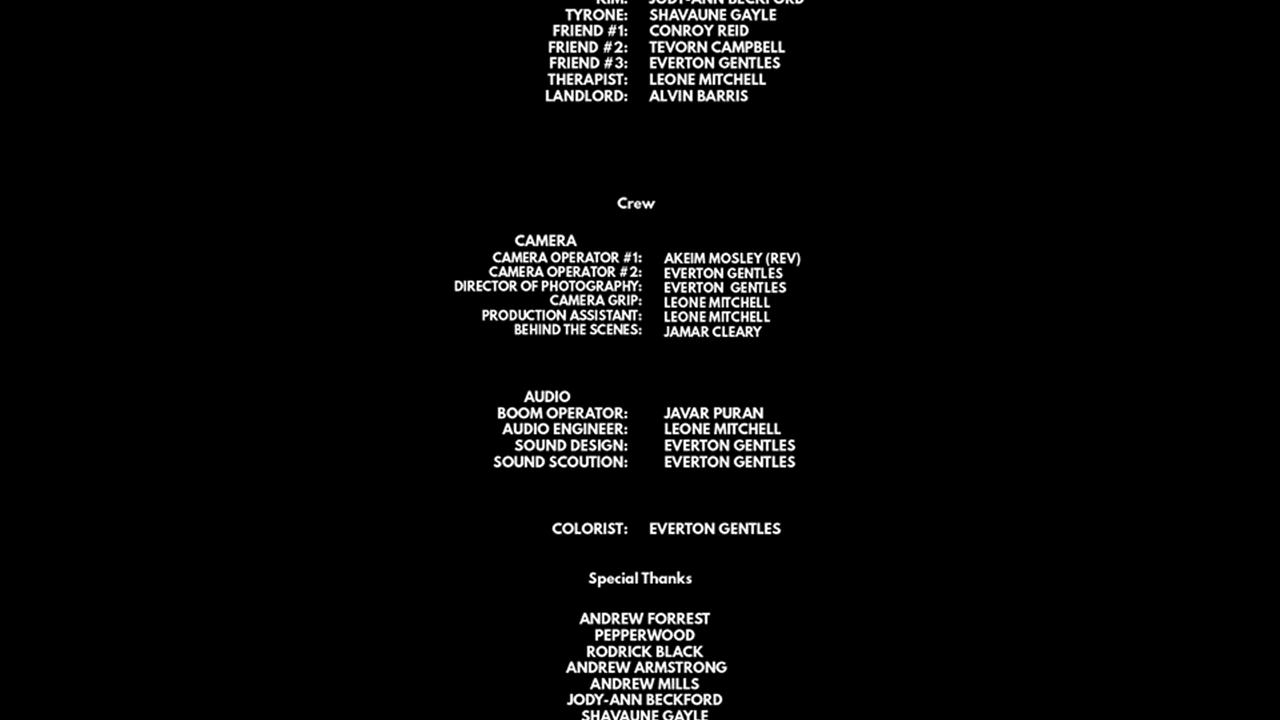 KIM: JODY-ANN BECKFORD
TYRONE: SHAVAUNE GAYLE
FRIEND #1: CONROY REID
FRIEND #2: TEVORN CAMPBELL
FRIEND #3: EVERTON GENTLES
THERAPIST: LEONE MITCHELL
LANDLORD: ALVIN BARRIS
Crew
CAMERA
CAMERA OPERATOR #1: AKEIM MOSLEY (REV)
CAMERA OPERATOR #2: EVERTON GENTLES
DIRECTOR OF PHOTOGRAPHY: EVERTON GENTLES
CAMERA GRIP: LEONE MITCHELL
PRODUCTION ASSISTANT: LEONE MITCHELL
BEHIND THE SCENES: JAMAR CLEARY
AUDIO
BOOM OPERATOR: JAVAR PURAN
AUDIO ENGINEER: LEONE MITCHELL
SOUND DESIGN: EVERTON GENTLES
SOUND SCOUTION: EVERTON GENTLES
COLORIST: EVERTON GENTLES
Special Thanks
ANDREW FORREST
PEPPERWOOD
RODRICK BLACK
ANDREW ARMSTRONG
ANDREW MILLS
JODY-ANN BECKFORD
SHAVAUNE GAYLE